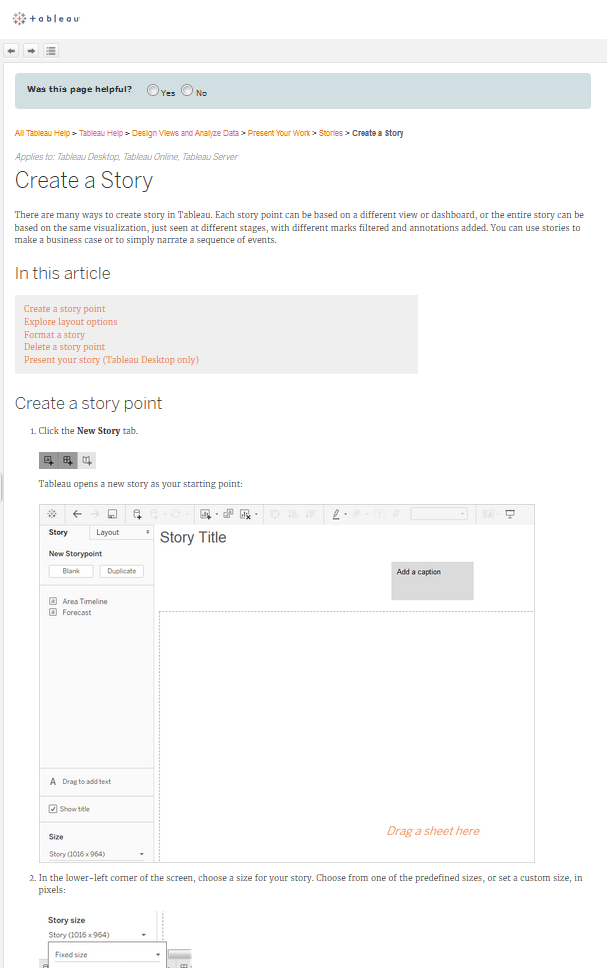 +ableau
Was this page helpful? Yes No
All Tableau Help > Tableau Help > Design Views and Analyze Data > Present Your Work > Stories > Create a Story
Applies to: Tableau Desktop, Tableau Online, Tableau Server
Create a Story
There are many ways to create story in Tableau. Each story point can be based on a different view or dashboard, or the entire story can be
based on the same visualization, just seen at different stages, with different marks filtered and annotations added. You can use stories to
make a business case or to simply narrate a sequence of events.
In this article
Create a story point
Explore layout options
Format a story
Delete a story point
Present your story (Tableau Desktop only)
Create a story point
1. Click the New Story tab.
Tableau opens a new story as your starting point:
Story Layout
Story Title
New Storypoint
Blank Duplicate
Add a caption
Area Timeline
Forecast
A Drag to add text
Show title
Drag a sheet here
Size
Story (1016 x 964)
2. In the lower-left corner of the screen, choose a size for your story. Choose from one of the predefined sizes, or set a custom size, in
pixels:
Story size
Story (1016 x 964)
Fixed size